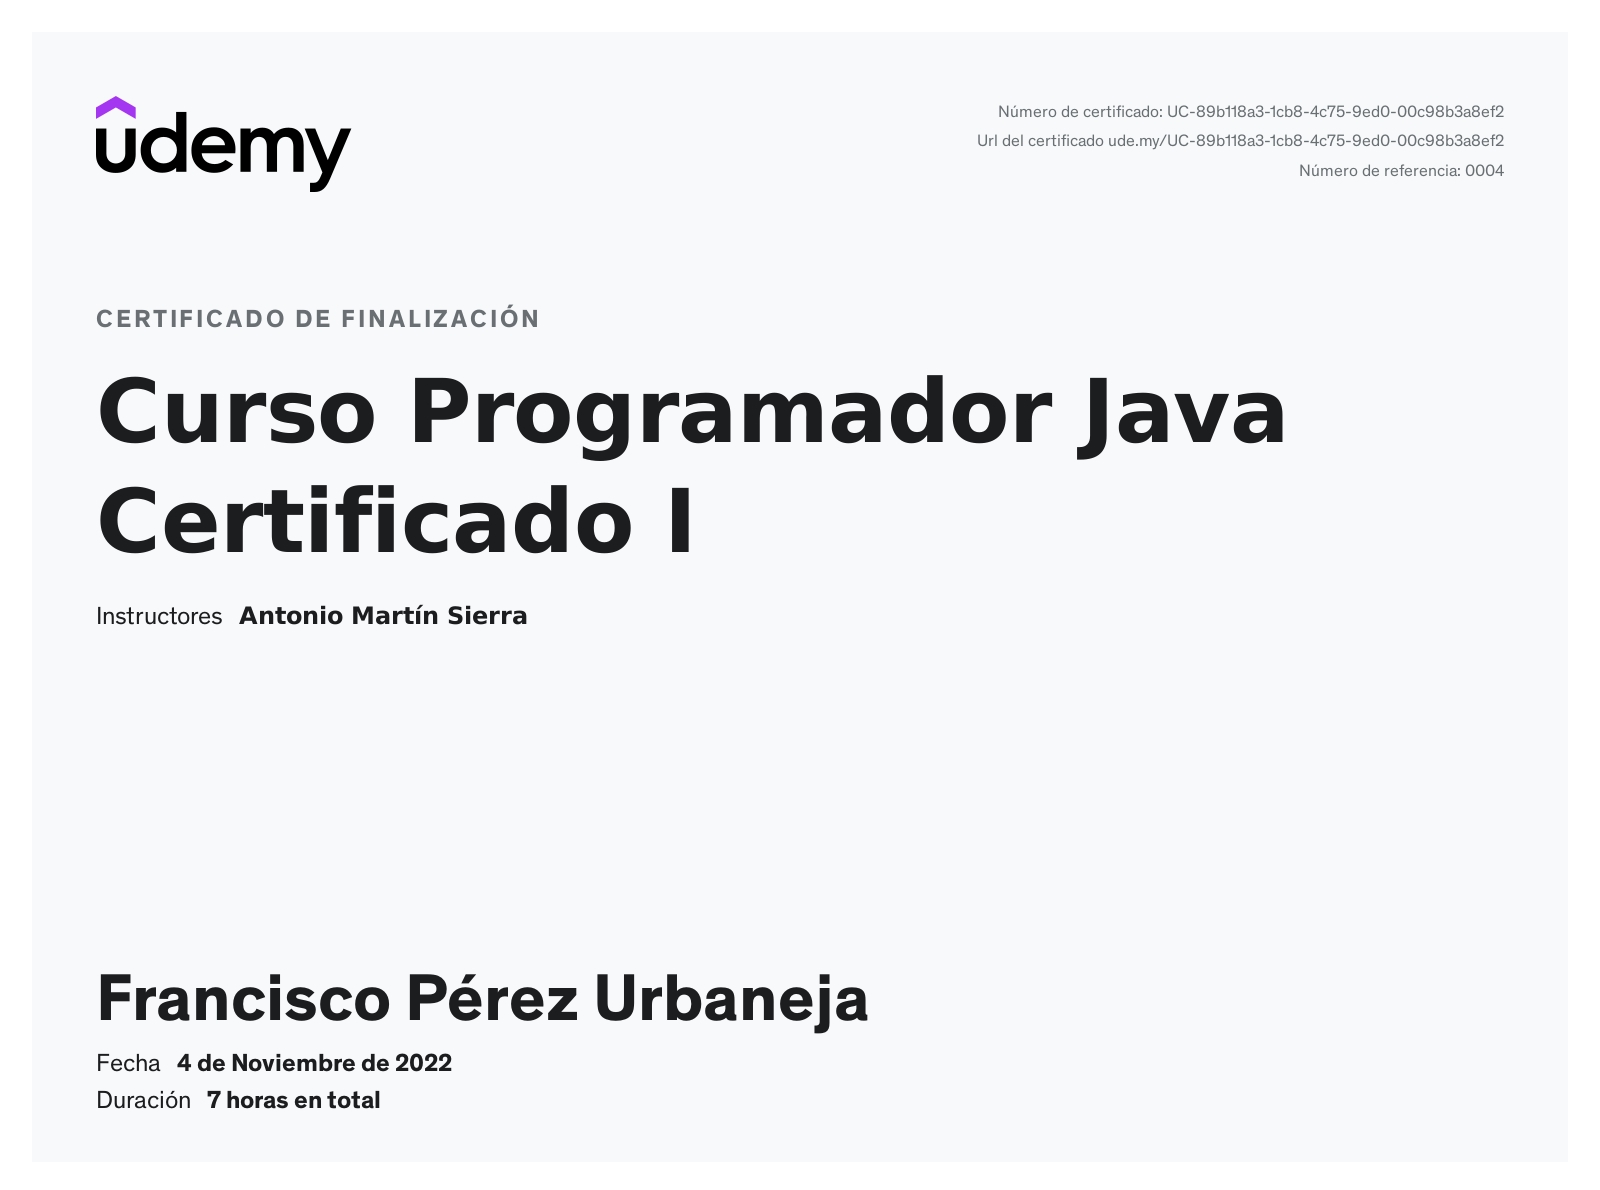 udemy
Número de certificado: UC-89b118a3-1cb8-4c75-9ed0-00c98b3a8ef2
Url del certificado ude.my/UC-89b118a3-1cb8-4c75-9ed0-00c98b3a8ef2
Número de referencia: 0004
CERTIFICADO DE FINALIZACIÓN
Curso Programador Java
Certificado I
Instructores Antonio Martín Sierra
Francisco Pérez Urbaneja
Fecha 4 de Noviembre de 2022
Duración 7 horas en total